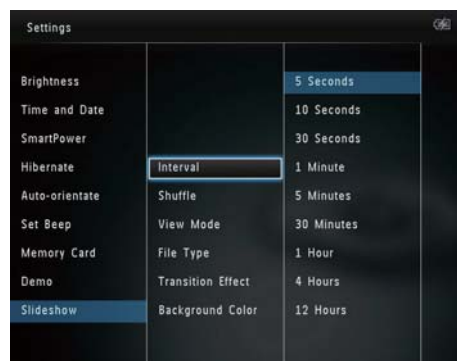 Settings
Brightness
Time and Date
SmartPower
Hibernate
Auto-orientate
Set Beep
Memory Card
Demo
Slideshow
Interval
Shuffle
View Mode
File Type
Transition Effect
Background Color
5 Seconds
10 Seconds
30 Seconds
1 Minute
5 Minutes
30 Minutes
1 Hour
4 Hours
12 Hours